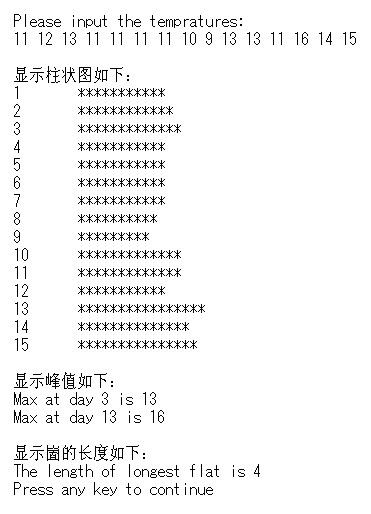 Please input the tempratures:
11 12 13 11 11 11 11 10 9 13 13 11 16 14 15
显示柱状图如下:
1 ***********
2 ************
3 *************
4 ***********
5 ***********
6 ***********
7 ***********
8 **********
9 *********
10 *************
11 *************
12 ***********
13 ****************
14 **************
15 ***************
显示峰值如下:
Max at day 3 is 13
Max at day 13 is 16
显示崮的长度如下:
The length of longest flat is 4
Press any key to continue